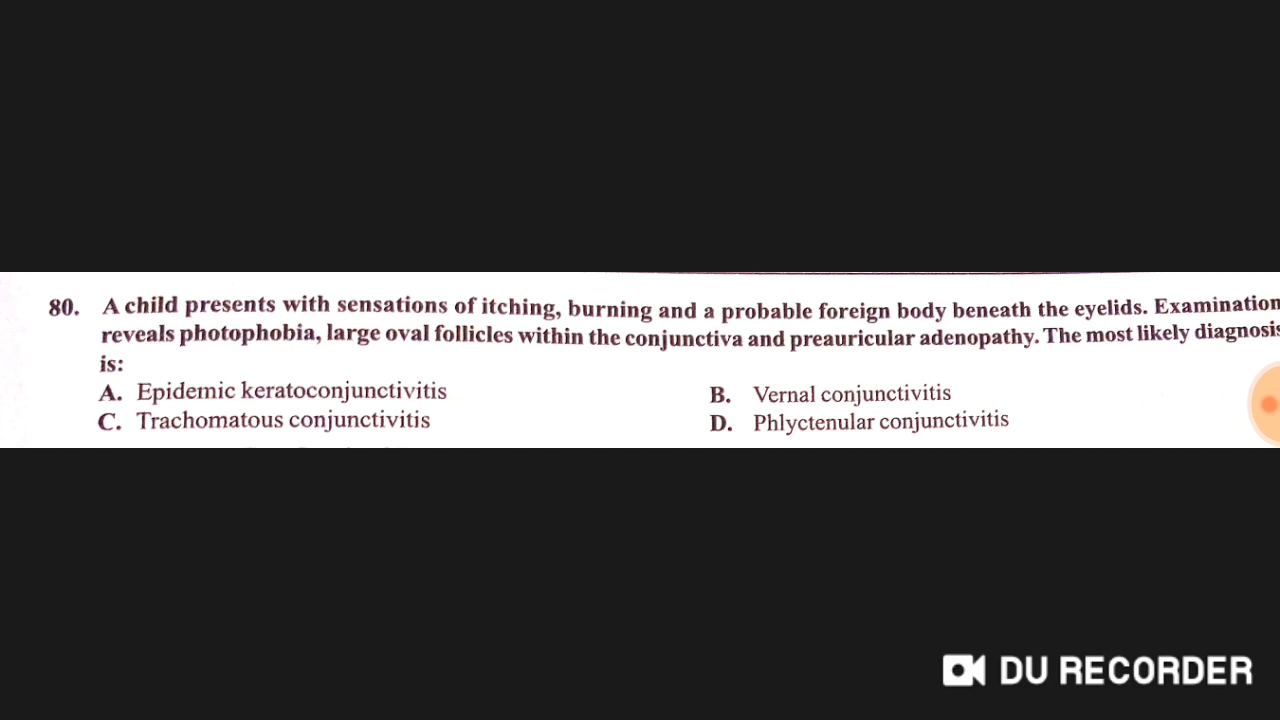 80. A child presents with sensations of itching, burning and a probable foreign body beneath the eyelids. Examination
reveals photophobia, large oval follicles within the conjunctiva and preauricular adenopathy. The most likely diagnosis
is:
A. Epidemic keratoconjunctivitis B. Vernal conjunctivitis
C. Trachomatous conjunctivitis D. Phlyctenular conjunctivitis
DU RECORDER